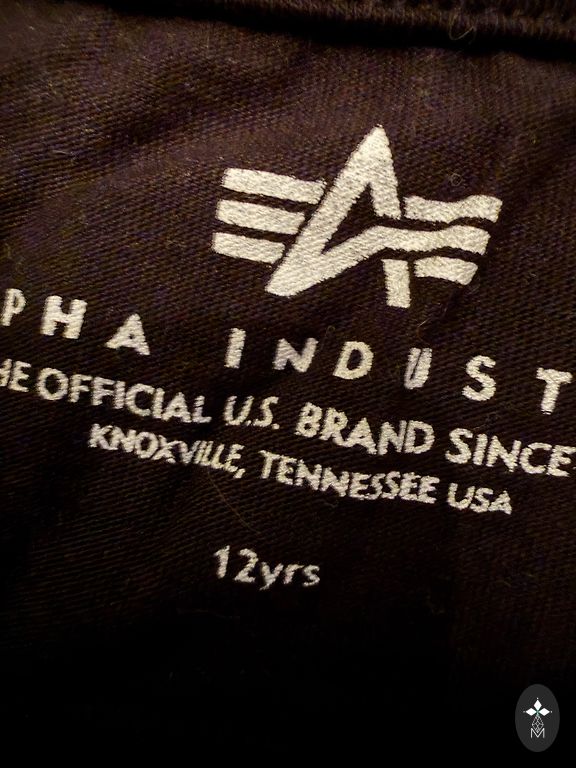 PHA INDUST
HE OFFICIAL U.S. BRAND SINCE
KNOXVILLE, TENNESSEE USA
12yrs
M